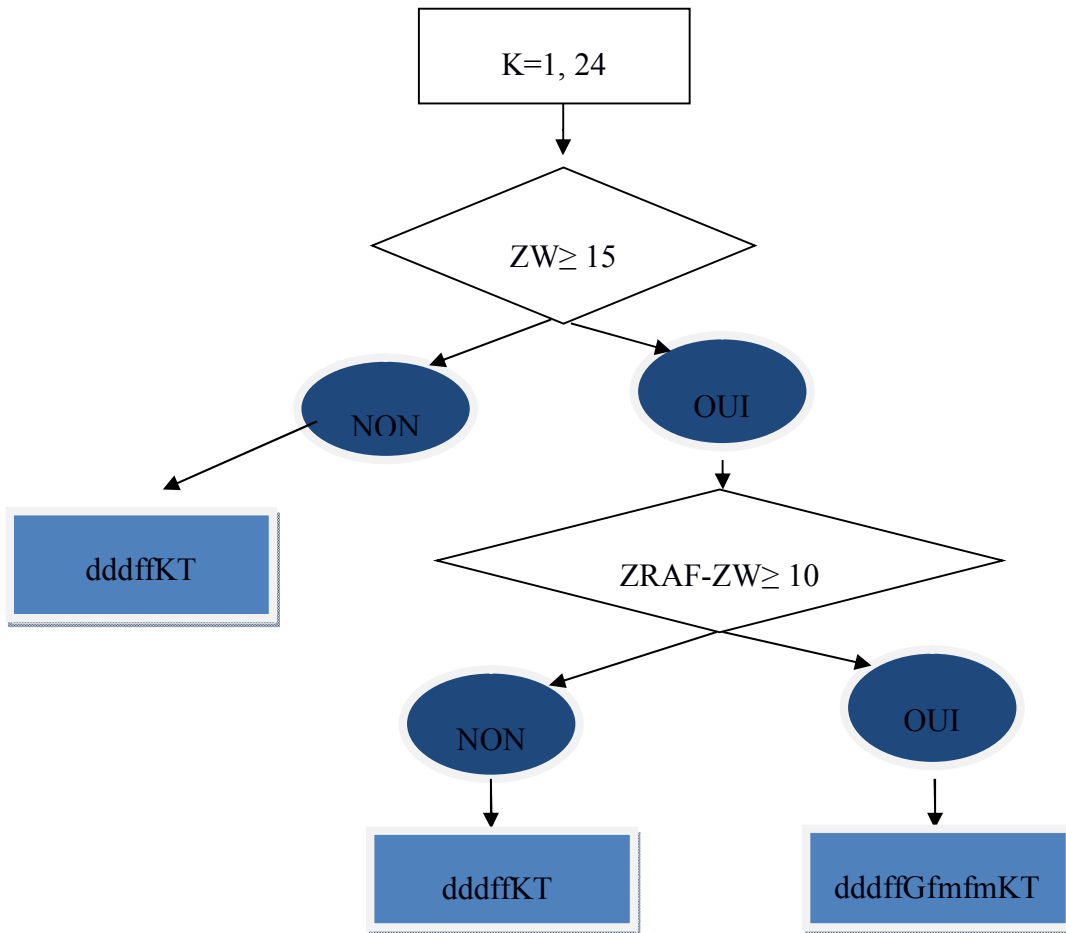 K=1, 24
ZW≥ 15
NON
OUI
dddffKT
ZRAF-ZW≥ 10
NON
OUI
dddffKT
dddffGfmfmKT